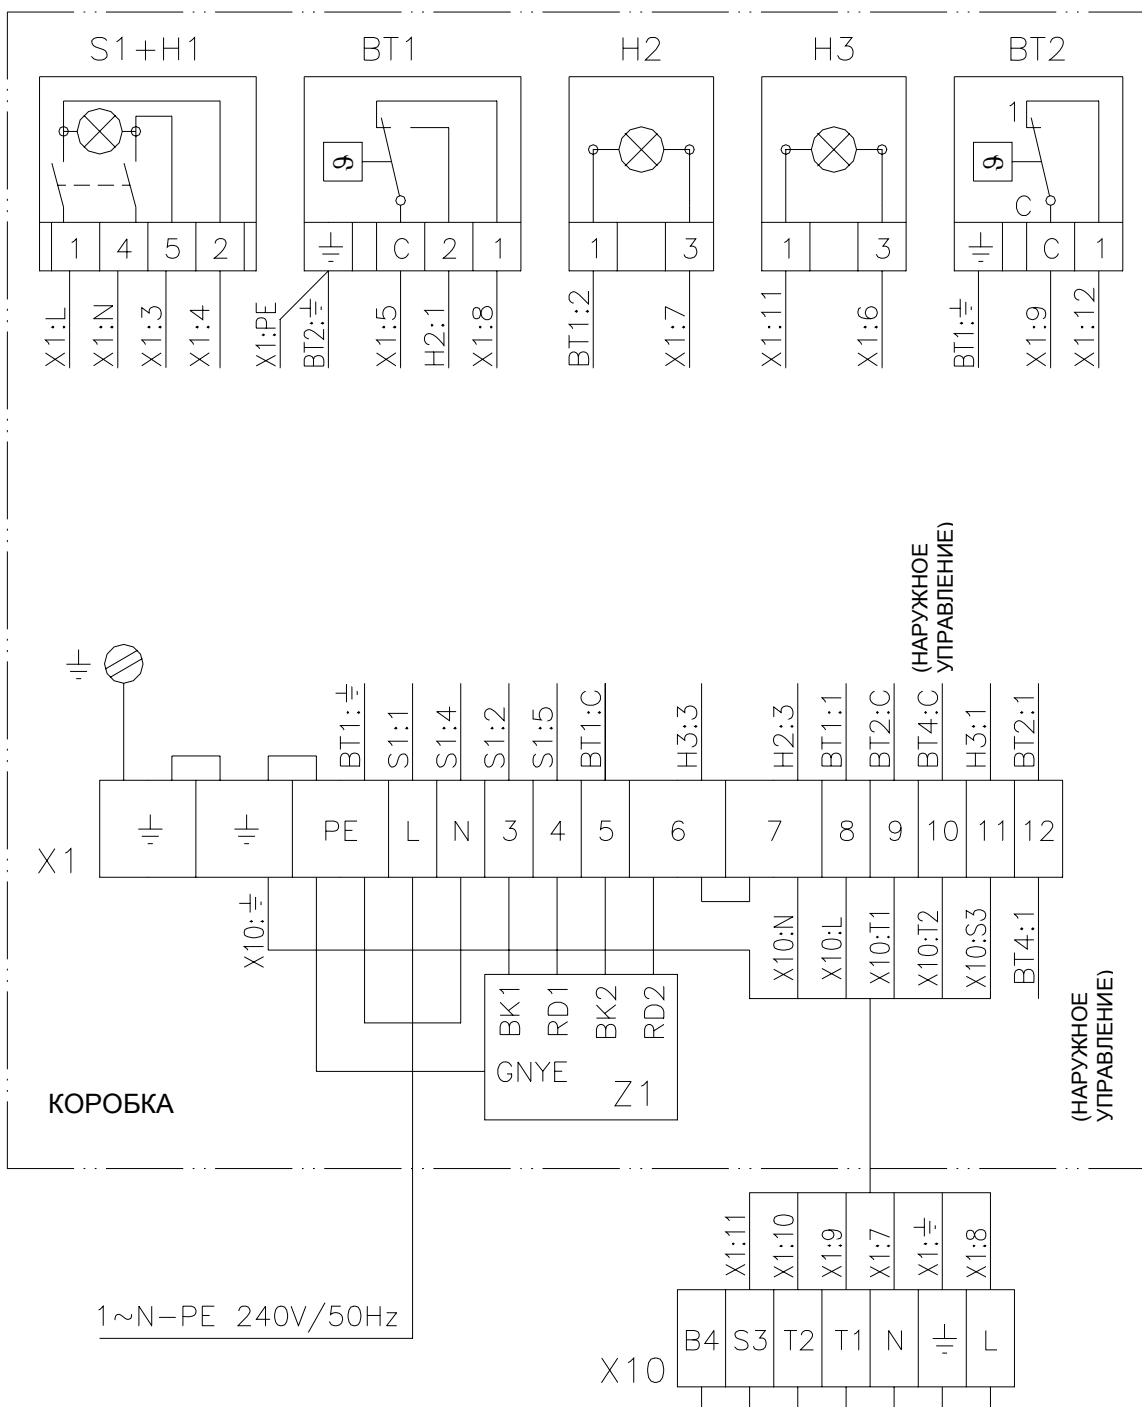 S1+H1
BT1
H2
H3
BT2
1
ϑ
ϑ
C
1 4 5 2
C 2 1
1 3
1 3
C 1
X1:L
X1:N
X1:3
X1:4
X1:PE
BT2:⏚
X1:5
H2:1
X1:8
BT1:2
X1:7
X1:11
X1:6
BT1:⏚
X1:9
X1:12
(НАРУЖНОЕ
УПРАВЛЕНИЕ)
BT1:⏚
S1:1
S1:4
S1:2
S1:5
BT1:C
H3:3
H2:3
BT1:1
BT2:C
BT4:C
H3:1
BT2:1
X1
⏚ ⏚ PE L N 3 4 5 6 7 8 9 10 11 12
X10:⏚
X10:N
X10:L
X10:T1
X10:T2
X10:S3
BT4:1
BK1
RD1
BK2
RD2
GNYE
Z1
(НАРУЖНОЕ
УПРАВЛЕНИЕ)
КОРОБКА
X1:11
X1:10
X1:9
X1:7
X1:⏚
X1:8
1~N-PE 240V/50Hz
X10
B4 S3 T2 T1 N ⏚ L